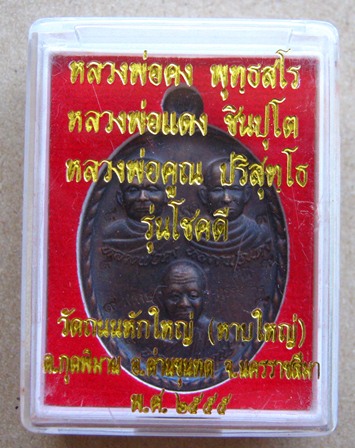 หลวงพ่อคง พุทฺธสโร
หลวงพ่อแดง ชินปุโต
หลวงพ่อคูณ ปริสุทฺโธ
รุ่นโชคดี
วัดถนนหักใหญ่ (ตาบใหญ่)
ต.กุดพิมาน อ.ด่านขุนทด จ.นครราชสีมา
พ.ศ. ๒๕๕๕